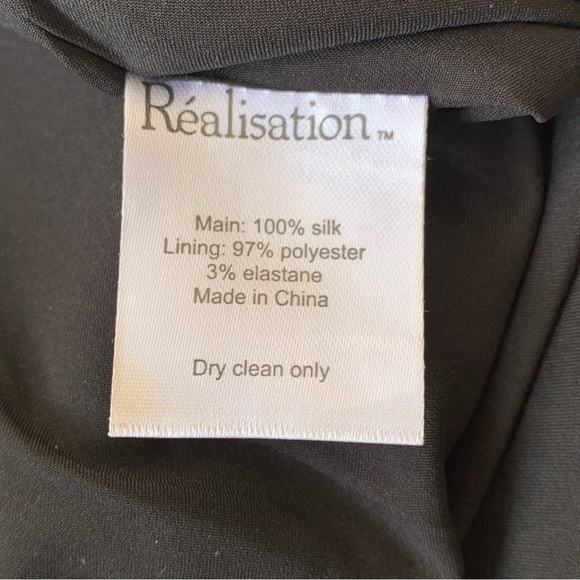 Réalisation™
Main: 100% silk
Lining: 97% polyester
3% elastane
Made in China
Dry clean only